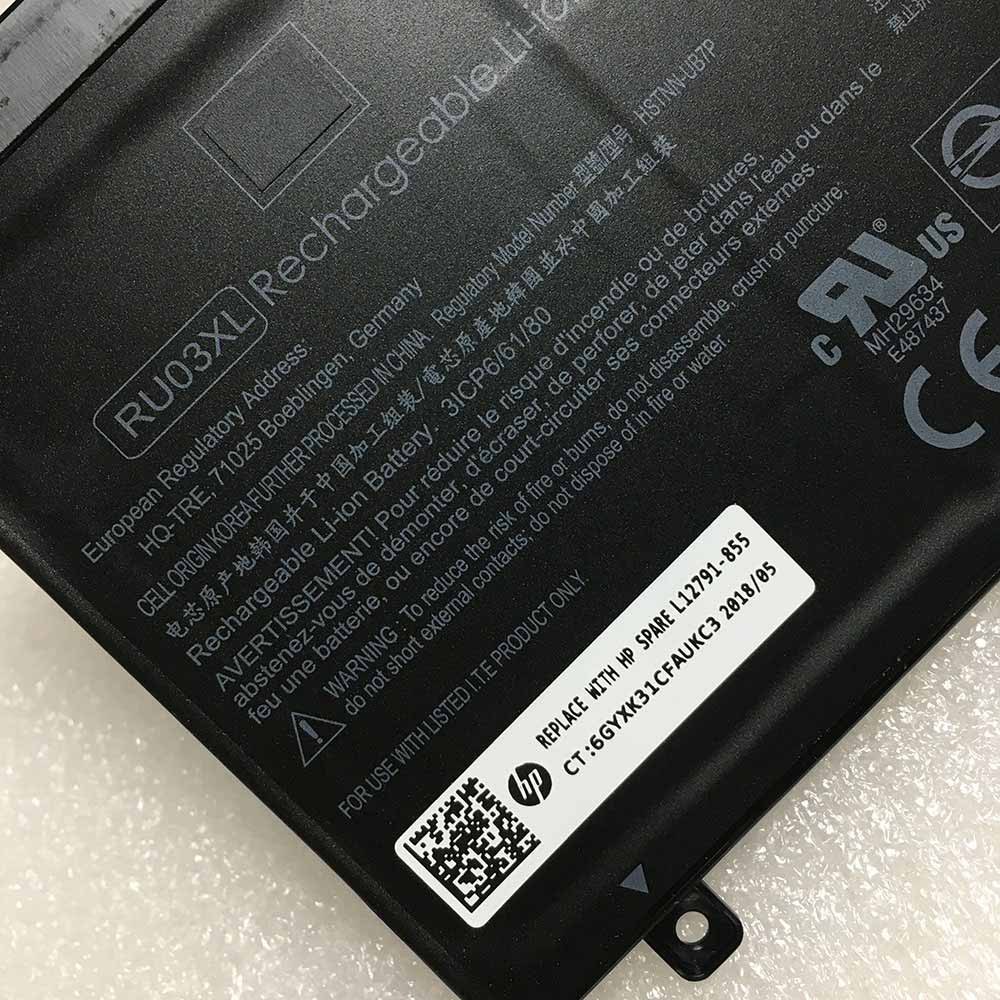 RU03XL Rechargeable Li-ion
European Regulatory Address:
HQ-TRE, 71025 Boeblingen, Germany
CELL ORIGIN KOREA FURTHER PROCESSED IN CHINA Regulatory Model Number 型號/型号: HSTNN-UB7P
电芯原产地韩国并于中国加工组装/電芯原產地韓國並於中國加工組裝
Rechargeable Li-ion Battery. 3ICP6/61/80
AVERTISSEMENT! Pour réduire le risque d'incendie ou de brûlures,
abstenez-vous de démonter, d'écraser, de perforer, de jeter dans l'eau ou dans le
feu une batterie, ou encore de court-circuiter ses connecteurs externes.
WARNING: To reduce the risk of fire or burns, do not disassemble, crush or puncture,
do not short external contacts, do not dispose of in fire or water.
FOR USE WITH LISTED I.T.E PRODUCT ONLY.
禁止
c RU ® US
MH29634
E487437
CE
hp
REPLACE WITH HP SPARE L12791-855
CT:6GYXK31CFAUKC3 2018/05